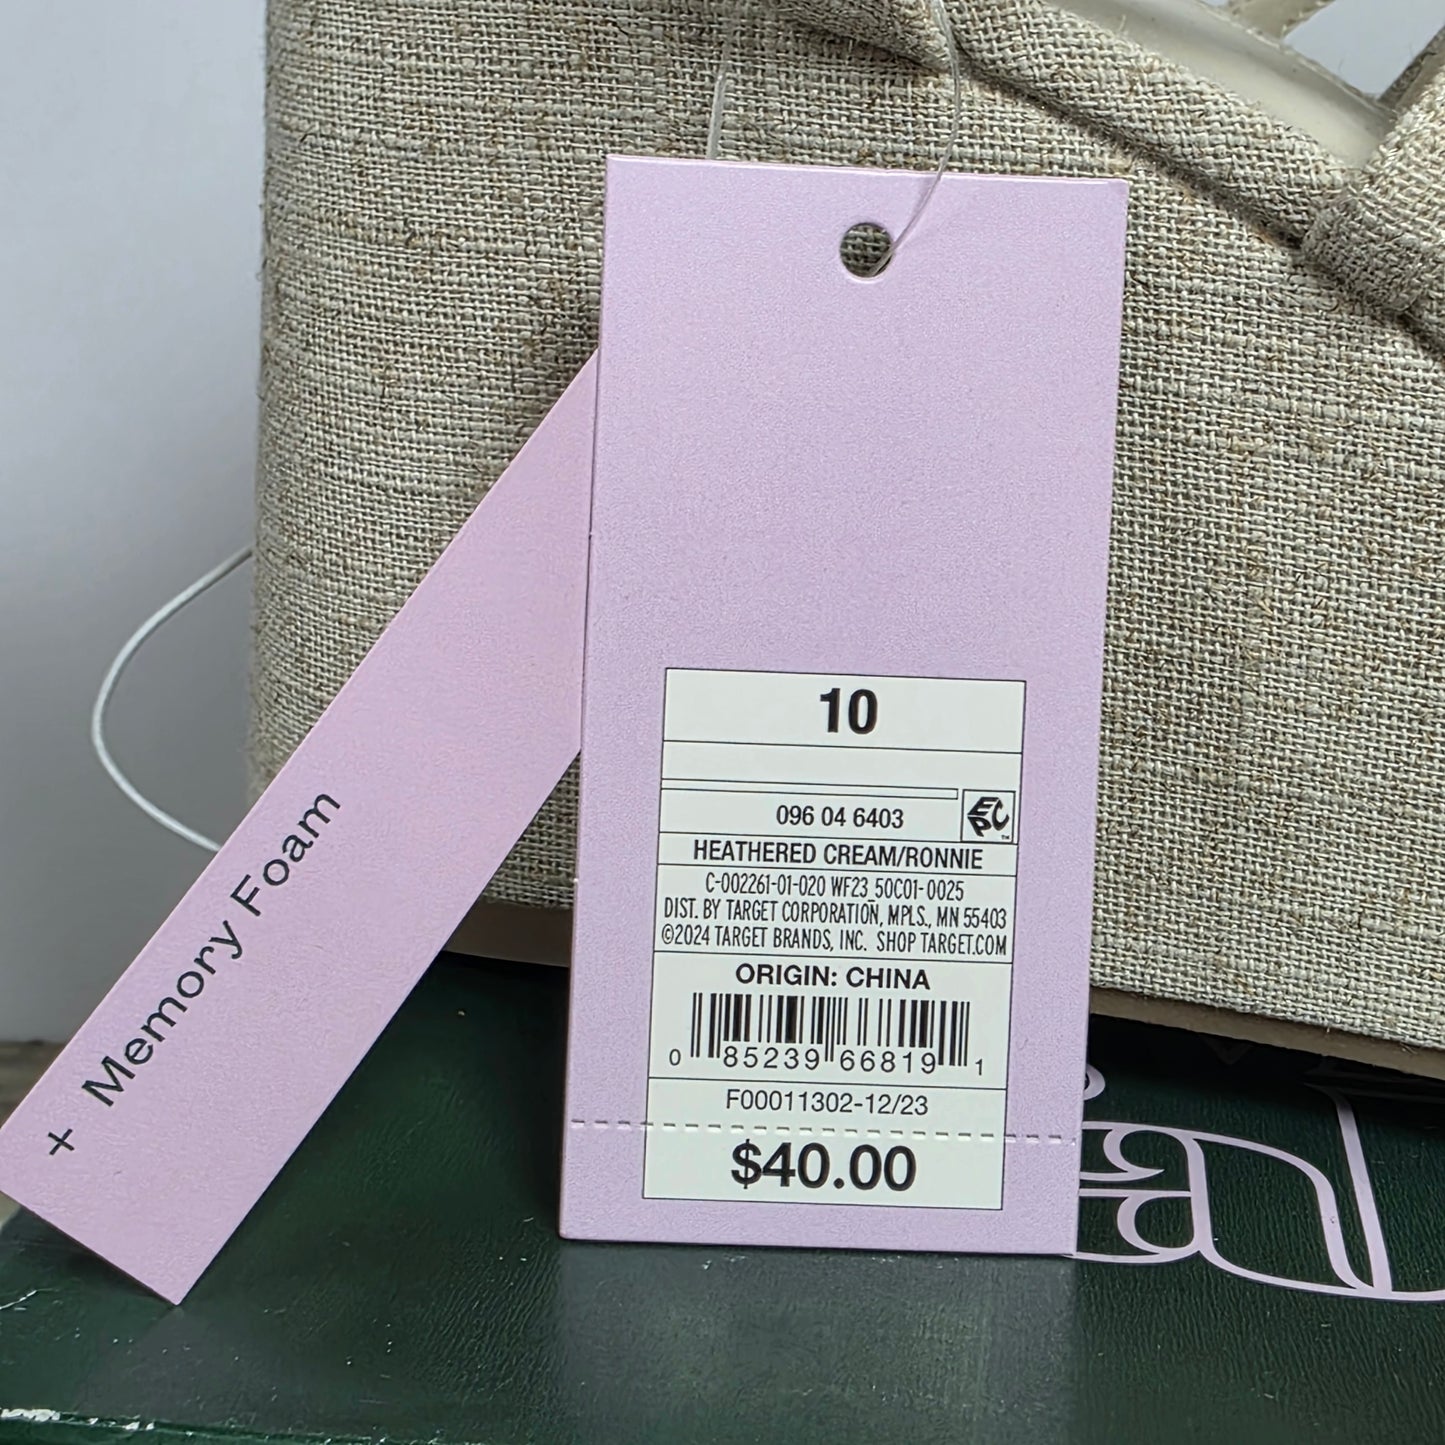 10
096 04 6403
EPC
™
HEATHERED CREAM/RONNIE
C-002261-01-020 WF23 50C01-0025
DIST. BY TARGET CORPORATION, MPLS., MN 55403
©2024 TARGET BRANDS, INC. SHOP TARGET.COM
ORIGIN: CHINA
0 85239 66819 1
F00011302-12/23
$40.00
+ Memory Foam